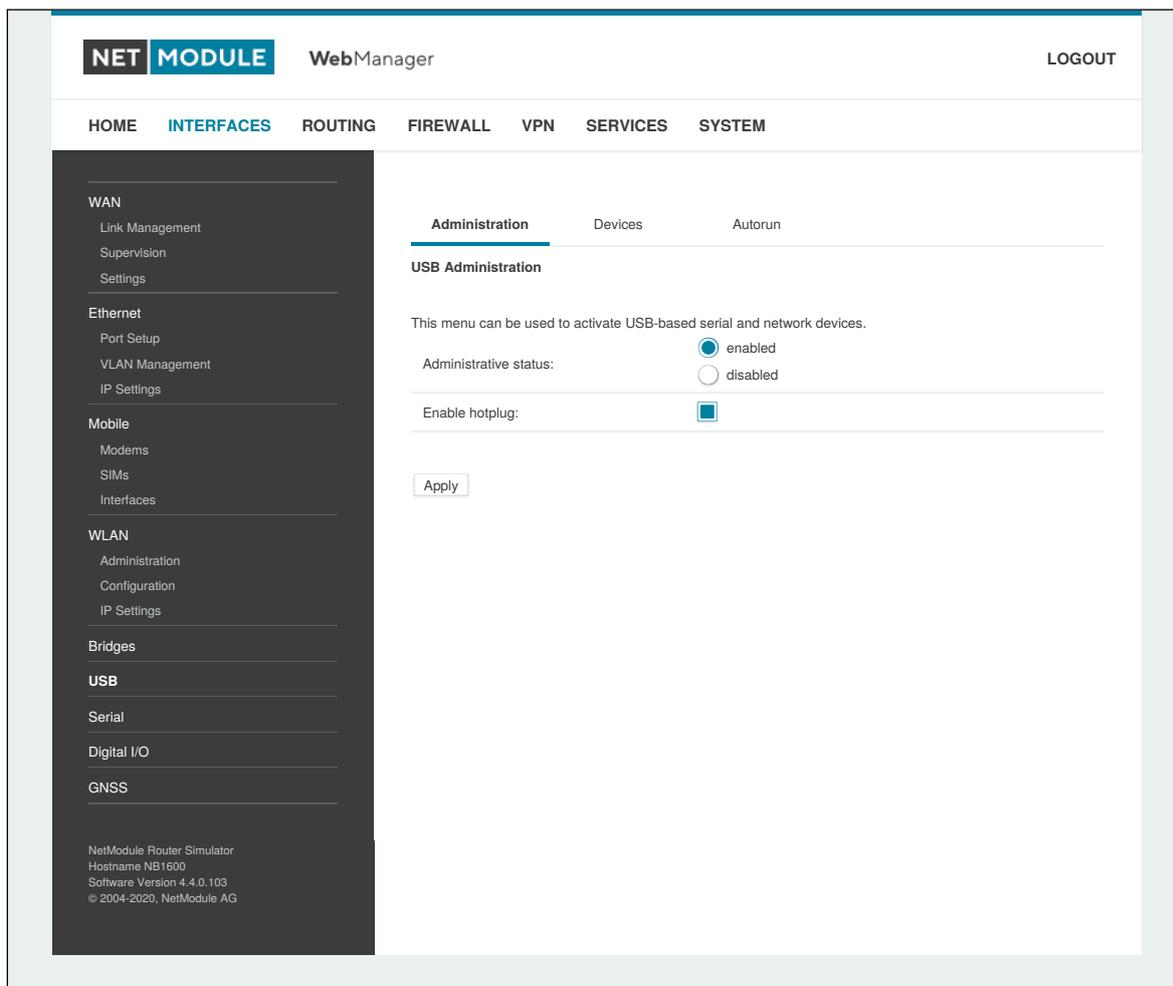 NET MODULE WebManager LOGOUT
HOME INTERFACES ROUTING FIREWALL VPN SERVICES SYSTEM
WAN
Link Management
Supervision
Settings
Ethernet
Port Setup
VLAN Management
IP Settings
Mobile
Modems
SIMs
Interfaces
WLAN
Administration
Configuration
IP Settings
Bridges
USB
Serial
Digital I/O
GNSS
NetModule Router Simulator
Hostname NB1600
Software Version 4.4.0.103
© 2004-2020, NetModule AG
Administration Devices Autorun
USB Administration
This menu can be used to activate USB-based serial and network devices.
Administrative status:
enabled
disabled
Enable hotplug:
Apply